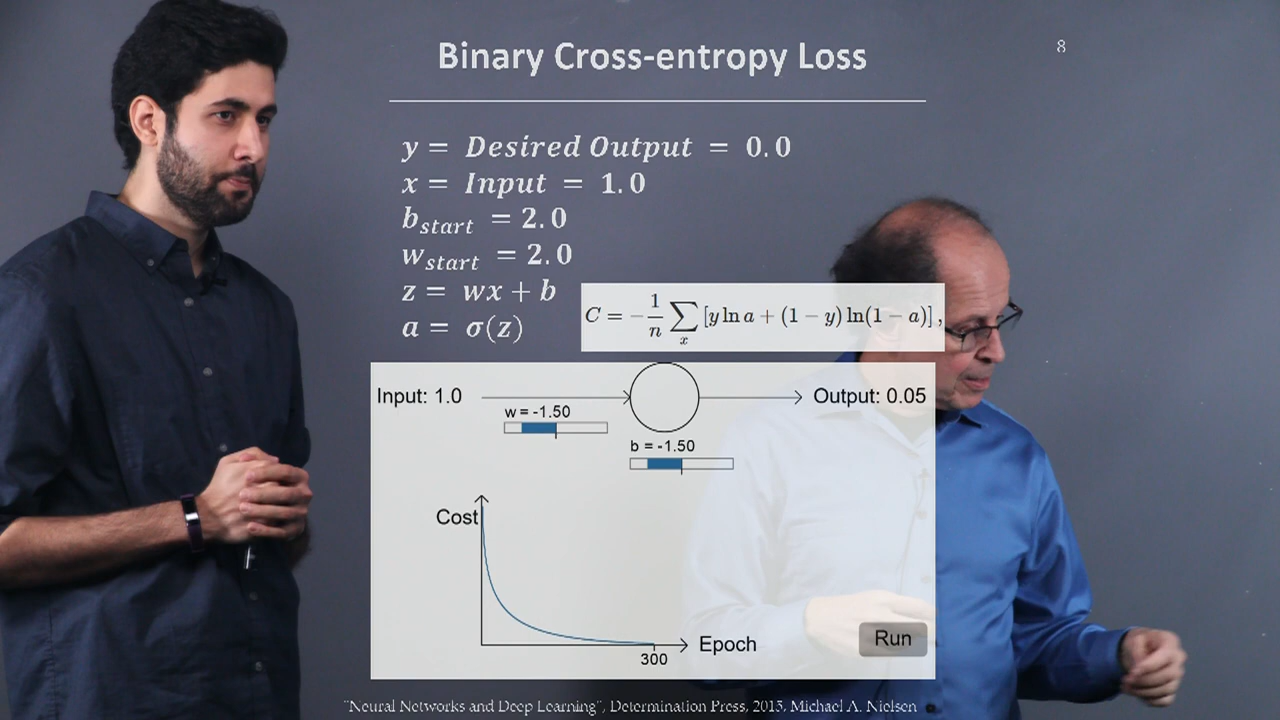 Binary Cross-entropy Loss
8
y = Desired Output = 0.0
x = Input = 1.0
b_start = 2.0
w_start = 2.0
z = wx + b
a = σ(z)
C = -\frac{1}{n} \sum_x [y ln a + (1 − y) ln(1 − a)],
Input: 1.0
Output: 0.05
w = -1.50
b = -1.50
Cost
Epoch
300
Run
"Neural Networks and Deep Learning", Determination Press, 2015, Michael A. Nielsen